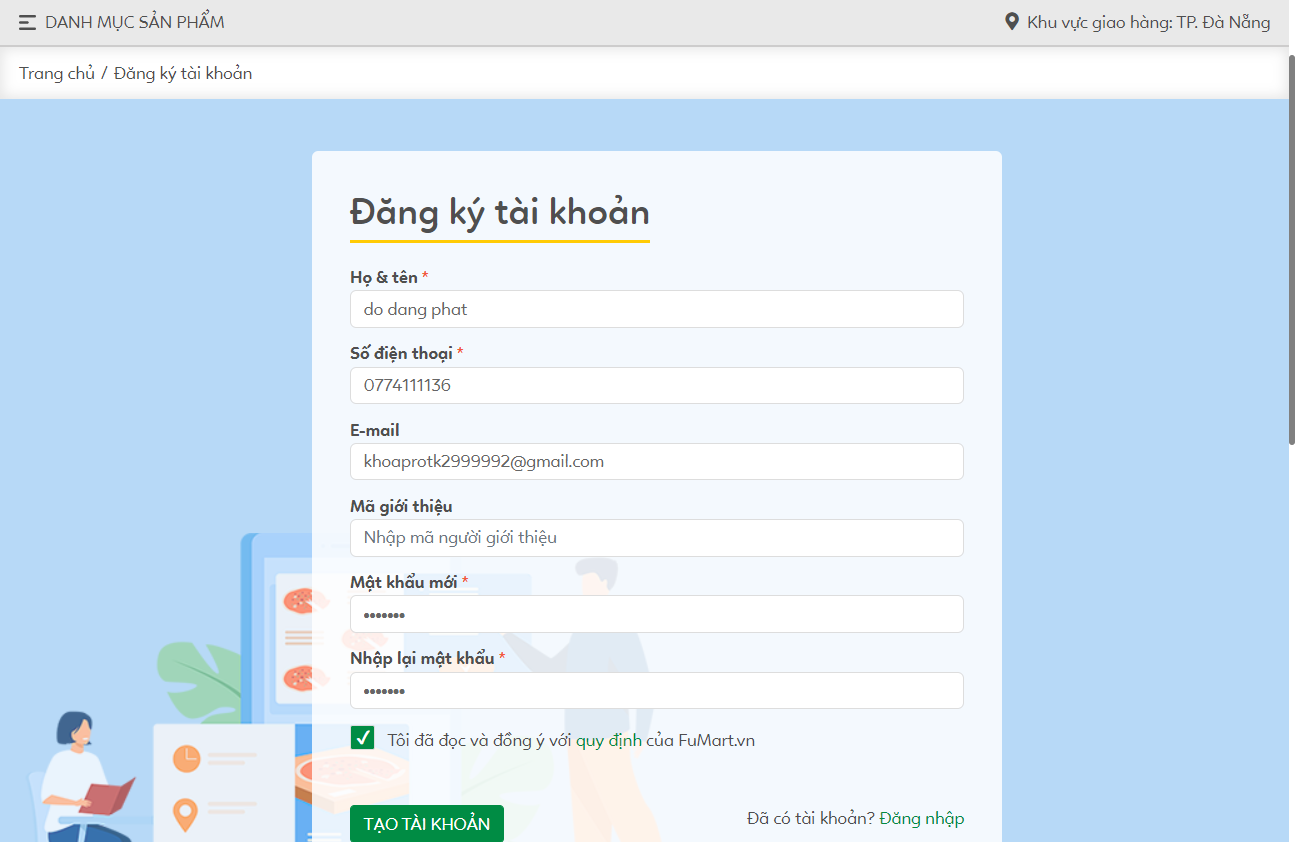 DANH MỤC SẢN PHẨM
Khu vực giao hàng: TP. Đà Nẵng
Trang chủ / Đăng ký tài khoản
Đăng ký tài khoản
Họ & tên *
do dang phat
Số điện thoại *
0774111136
E-mail
khoaprotk2999992@gmail.com
Mã giới thiệu
Nhập mã người giới thiệu
Mật khẩu mới *
•••••••
Nhập lại mật khẩu *
•••••••
Tôi đã đọc và đồng ý với quy định của FuMart.vn
TẠO TÀI KHOẢN
Đã có tài khoản? Đăng nhập